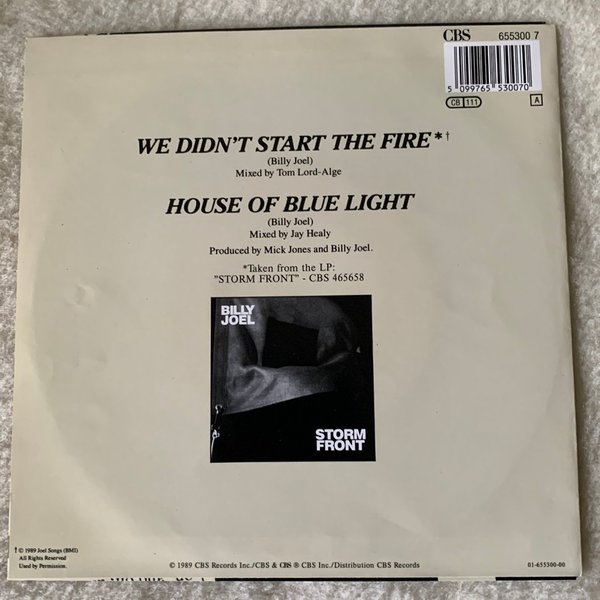 CBS 655300 7
5 099765 530070
CB 111 A
WE DIDN'T START THE FIRE*†
(Billy Joel)
Mixed by Tom Lord-Alge
HOUSE OF BLUE LIGHT
(Billy Joel)
Mixed by Jay Healy
Produced by Mick Jones and Billy Joel.
*Taken from the LP:
"STORM FRONT" - CBS 465658
BILLY
JOEL
STORM
FRONT
† © 1989 Joel Songs (BMI)
All Rights Reserved
Used by Permission.
© 1989 CBS Records Inc./CBS & CBS ® CBS Inc./Distribution CBS Records
01-655300-00